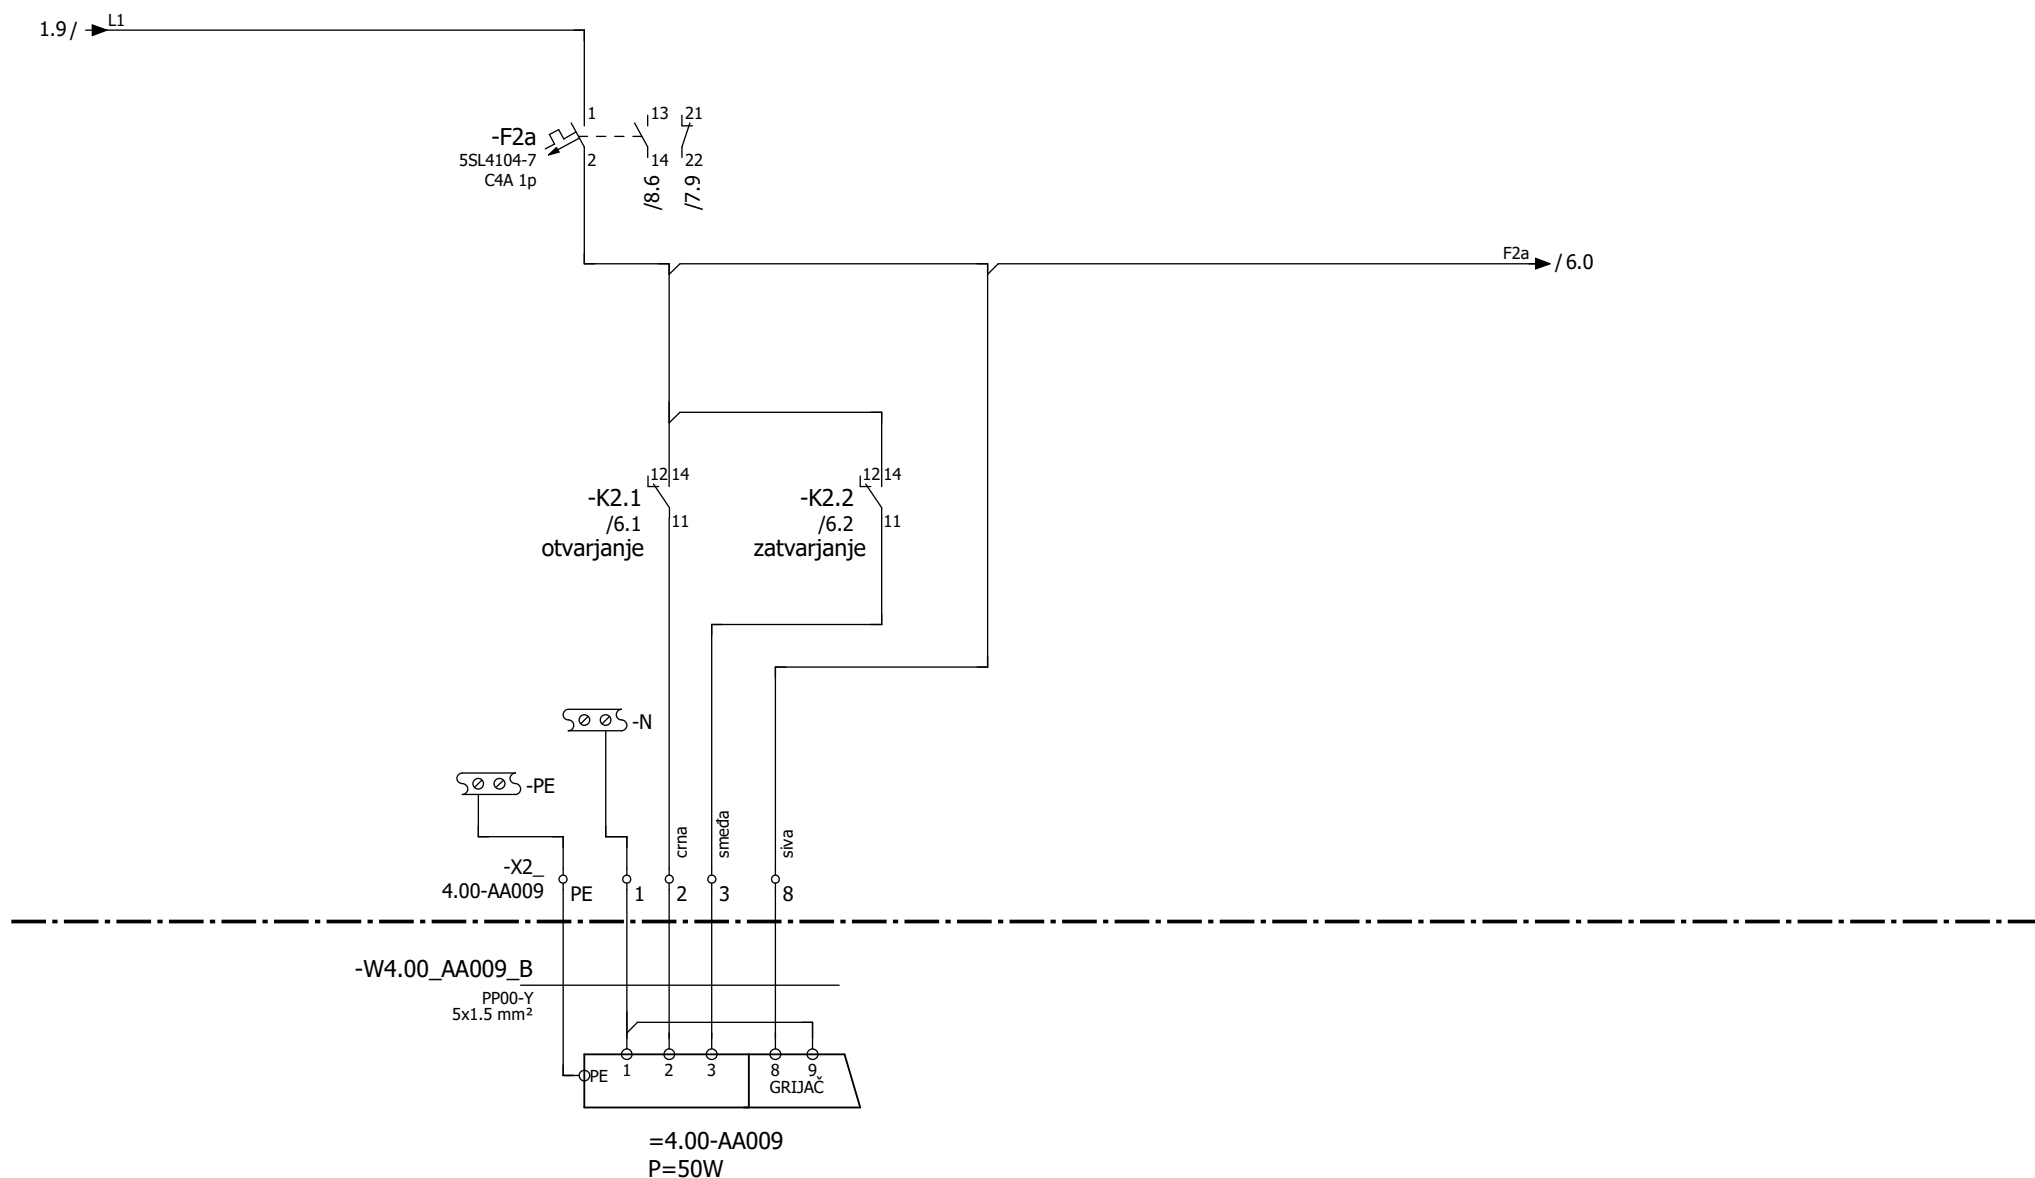 1.9 /
L1
1
13
21
-F2a
5SL4104-7
C4A 1p
2
14
22
/8.6
/7.9
F2a
/ 6.0
12 14
-K2.1
/6.1
11
otvarjanje
12 14
-K2.2
/6.2
11
zatvarjanje
-N
-PE
crna
smeđa
siva
-X2_
4.00-AA009
PE
1
2
3
8
-W4.00_AA009_B
PP00-Y
5x1.5 mm²
PE
1
2
3
8
9
GRIJAČ
=4.00-AA009
P=50W